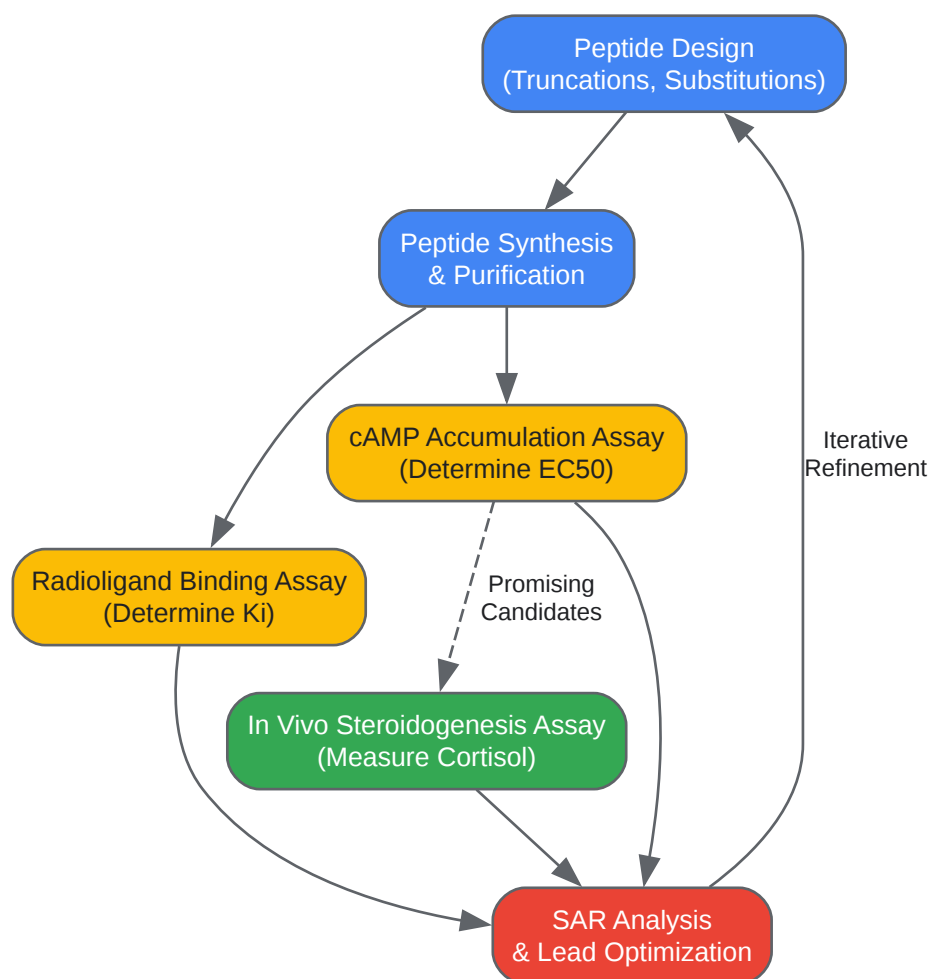 Peptide Design
(Truncations, Substitutions)
Peptide Synthesis
& Purification
cAMP Accumulation Assay
(Determine EC50)
Iterative
Refinement
Radioligand Binding Assay
(Determine Ki)
Promising
Candidates
In Vivo Steroidogenesis Assay
(Measure Cortisol)
SAR Analysis
& Lead Optimization